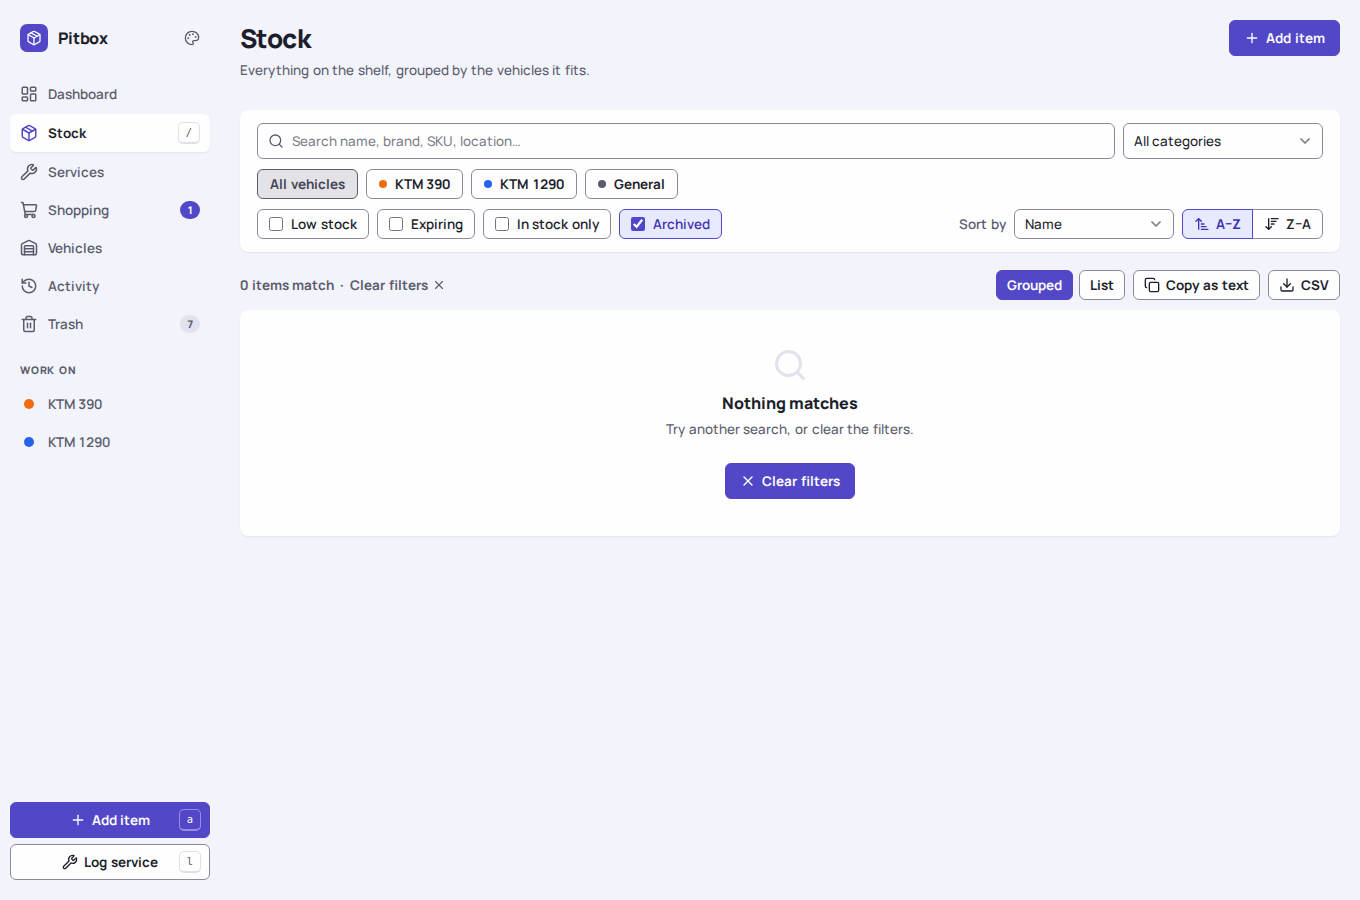 Pitbox
Dashboard
Stock /
Services
Shopping 1
Vehicles
Activity
Trash 7
WORK ON
KTM 390
KTM 1290
Add item a
Log service l
Stock
Add item
Everything on the shelf, grouped by the vehicles it fits.
Search name, brand, SKU, location…
All categories
All vehicles KTM 390 KTM 1290 General
Low stock Expiring In stock only Archived Sort by Name A–Z Z–A
0 items match · Clear filters
Grouped List Copy as text CSV
Nothing matches
Try another search, or clear the filters.
Clear filters